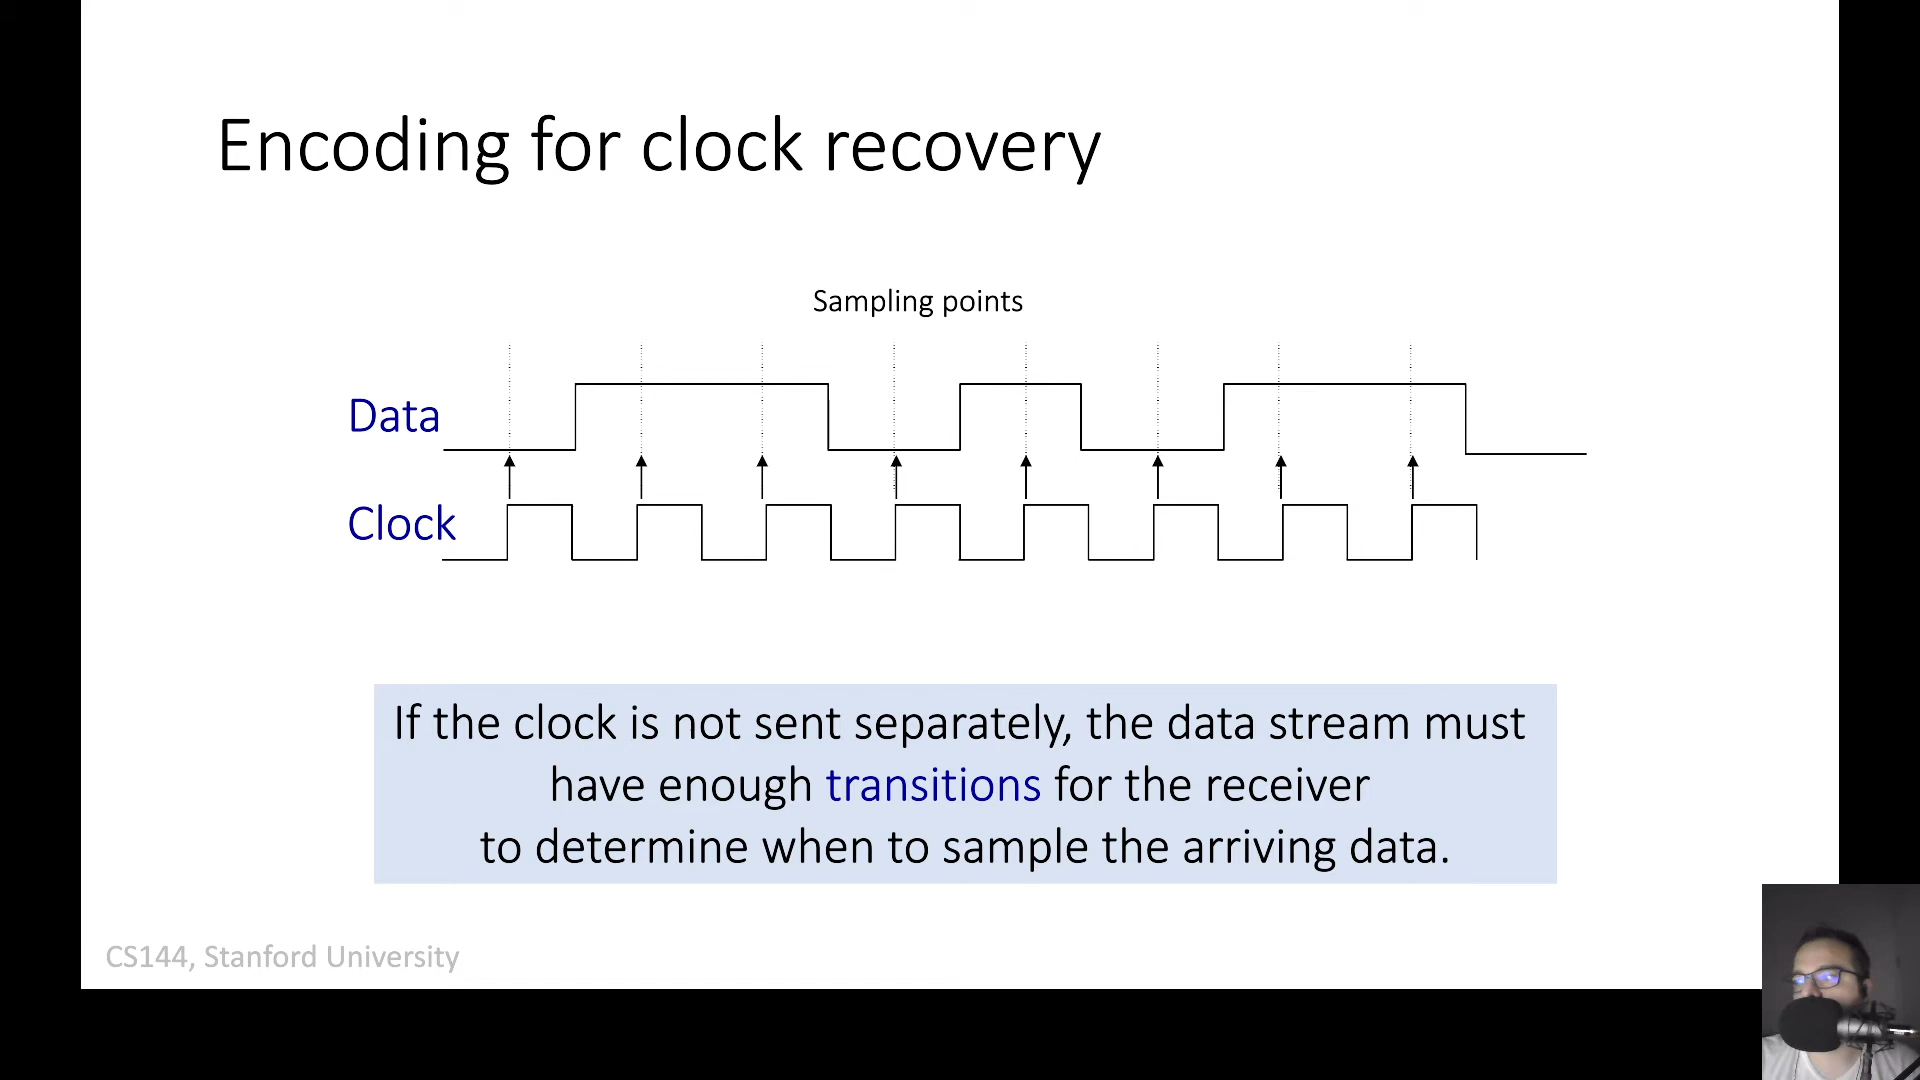 Encoding for clock recovery
Sampling points
Data
Clock
If the clock is not sent separately, the data stream must
have enough transitions for the receiver
to determine when to sample the arriving data.
CS144, Stanford University